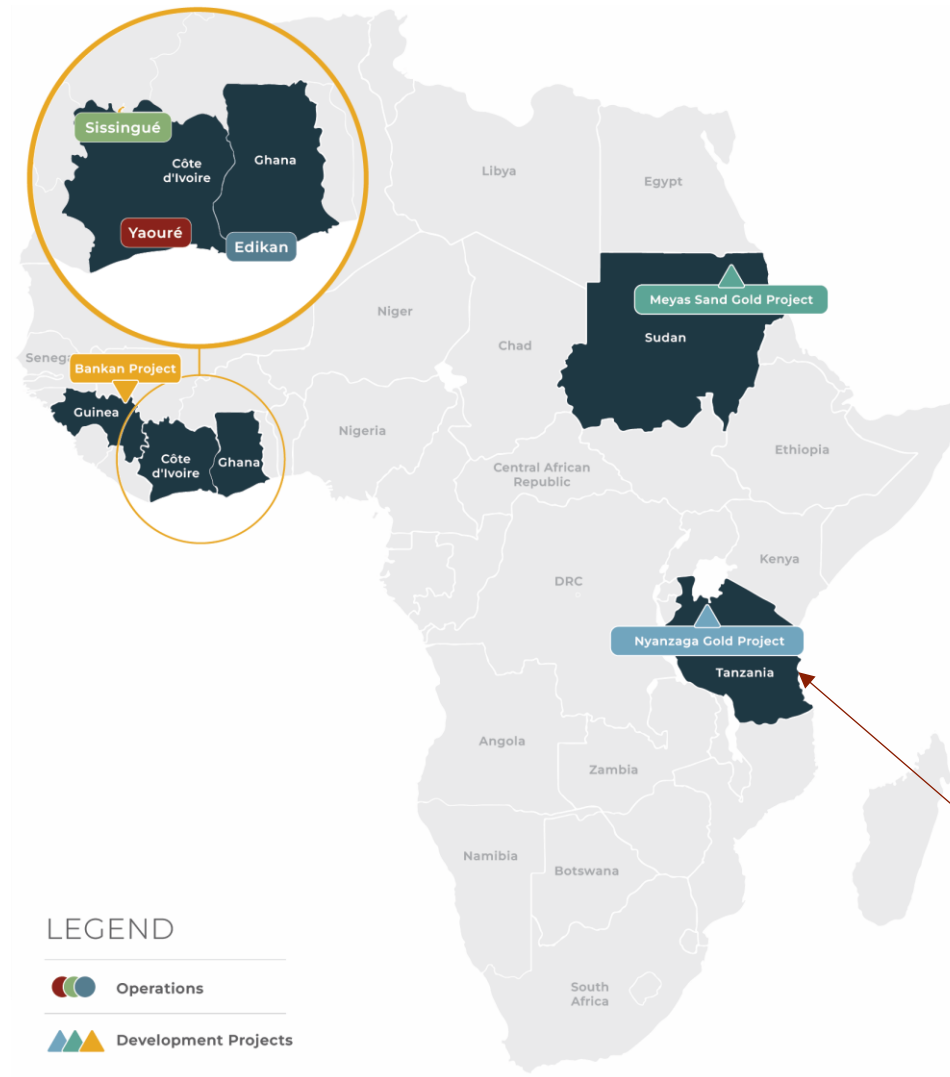 Sissingué
Côte
d'Ivoire
Ghana
Yaouré
Edikan
Libya
Egypt
Meyas Sand Gold Project
Niger
Chad
Sudan
Seneg
Bankan Project
Guinea
Côte
d'Ivoire
Ghana
Nigeria
Central African
Republic
Ethiopia
DRC
Kenya
Nyanzaga Gold Project
Tanzania
Angola
Zambia
Namibia
Botswana
South
Africa
LEGEND
Operations
Development Projects